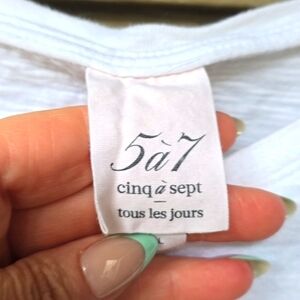 5à7
cinq à sept
tous les jours